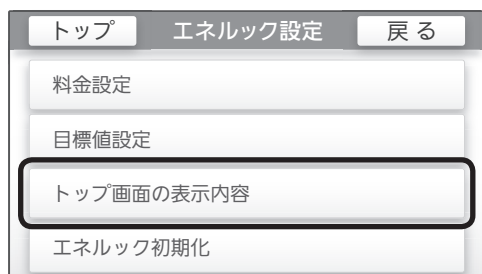 トップ エネルック設定 戻る
料金設定
目標値設定
トップ画面の表示内容
エネルック初期化